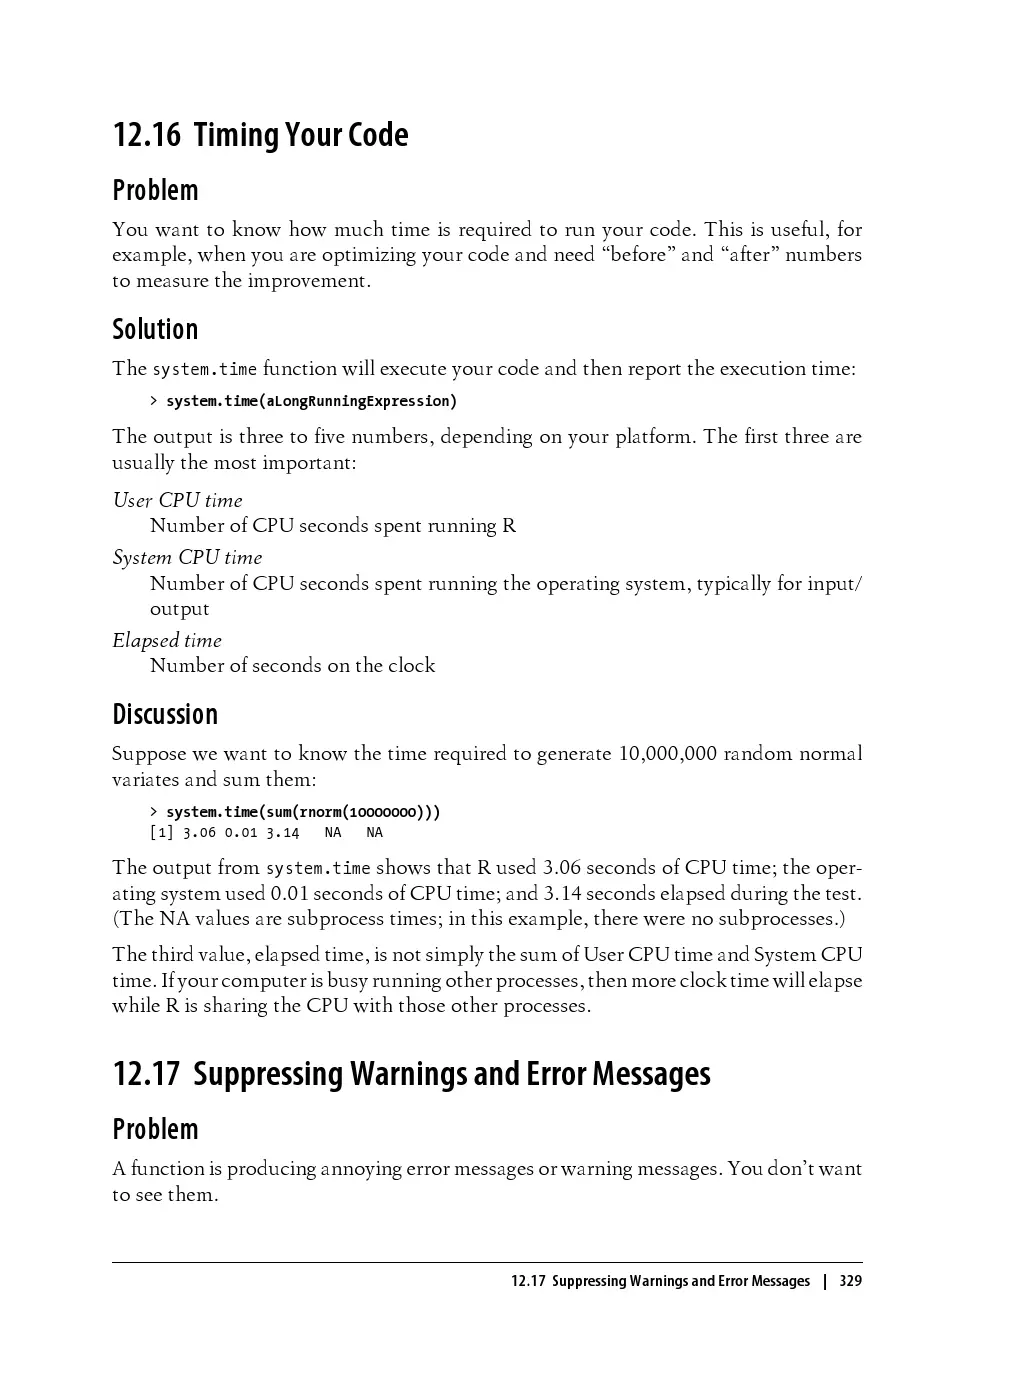 12.16 Timing Your Code
Problem
You want to know how much time is required to run your code. This is useful, for
example, when you are optimizing your code and need “before” and “after” numbers
to measure the improvement.
Solution
The system.time function will execute your code and then report the execution time:
> system.time(aLongRunningExpression)
The output is three to five numbers, depending on your platform. The first three are
usually the most important:
User CPU time
Number of CPU seconds spent running R
System CPU time
Number of CPU seconds spent running the operating system, typically for input/
output
Elapsed time
Number of seconds on the clock
Discussion
Suppose we want to know the time required to generate 10,000,000 random normal
variates and sum them:
> system.time(sum(rnorm(10000000)))
[1] 3.06 0.01 3.14   NA   NA
The output from system.time shows that R used 3.06 seconds of CPU time; the oper-
ating system used 0.01 seconds of CPU time; and 3.14 seconds elapsed during the test.
(The NA values are subprocess times; in this example, there were no subprocesses.)
The third value, elapsed time, is not simply the sum of User CPU time and System CPU
time. If your computer is busy running other processes, then more clock time will elapse
while R is sharing the CPU with those other processes.
12.17 Suppressing Warnings and Error Messages
Problem
A function is producing annoying error messages or warning messages. You don’t want
to see them.
12.17 Suppressing Warnings and Error Messages | 329